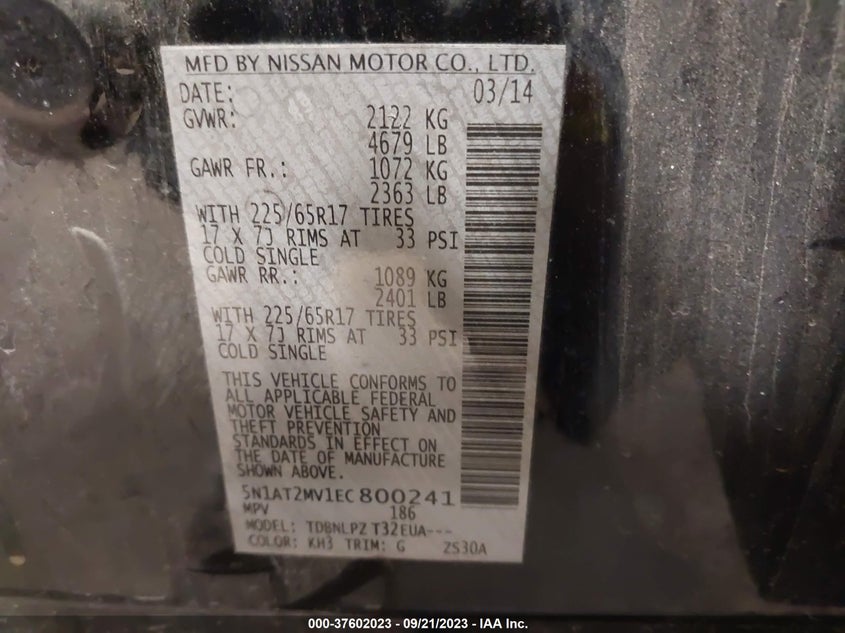 MFD BY NISSAN MOTOR CO., LTD.
DATE: 03/14
GVWR: 2122 KG
4679 LB
GAWR FR.: 1072 KG
2363 LB
WITH 225/65R17 TIRES
17 X 7J RIMS AT 33 PSI
COLD SINGLE
GAWR RR.: 1089 KG
2401 LB
WITH 225/65R17 TIRES
17 X 7J RIMS AT 33 PSI
COLD SINGLE
THIS VEHICLE CONFORMS TO
ALL APPLICABLE FEDERAL
MOTOR VEHICLE SAFETY AND
THEFT PREVENTION
STANDARDS IN EFFECT ON
THE DATE OF MANUFACTURE
SHOWN ABOVE.
5N1AT2MV1EC800241
MPV 186
MODEL: TDBNLPZ T32EUA---
COLOR: KH3 TRIM: G ZS30A
000-37602023 - 09/21/2023 - IAA Inc.